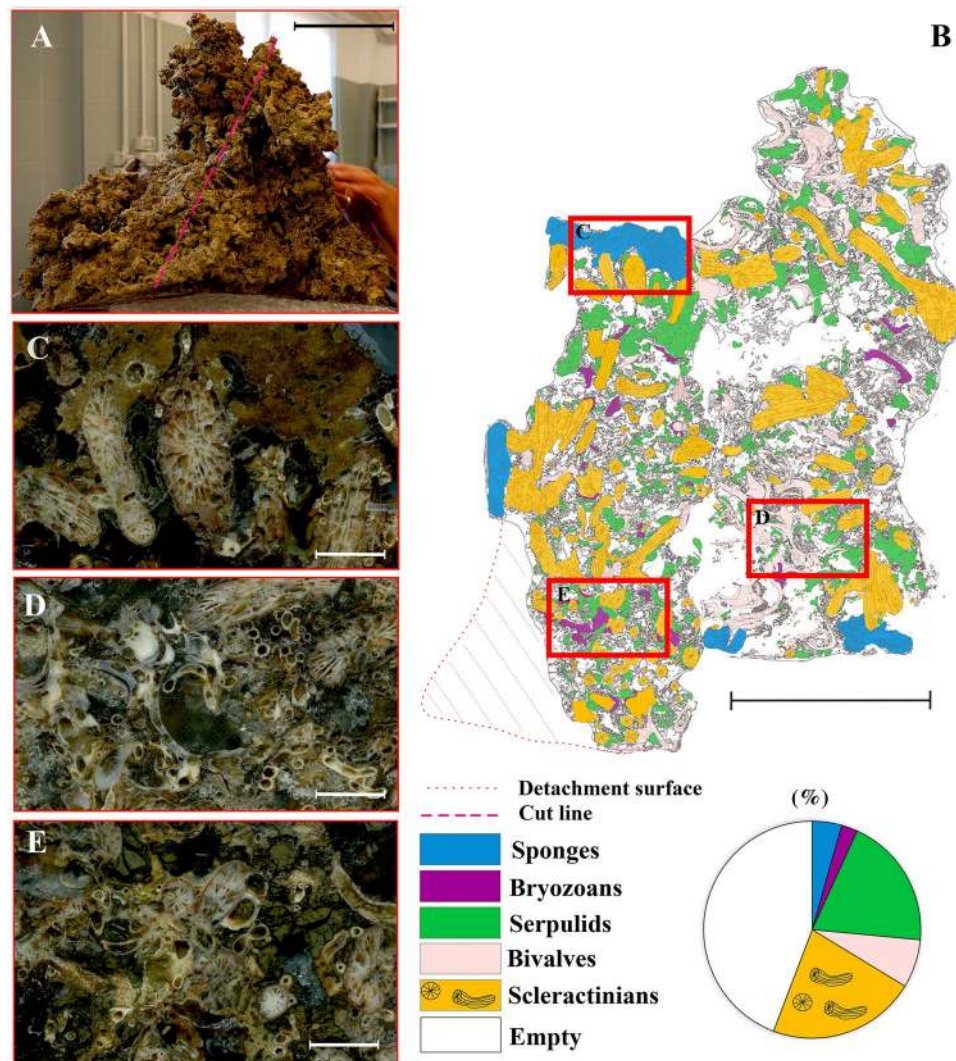 A
B
C
D
E
C
D
E
Detachment surface
Cut line
Sponges
Bryozoans
Serpulids
Bivalves
Scleractinians
Empty
(%)